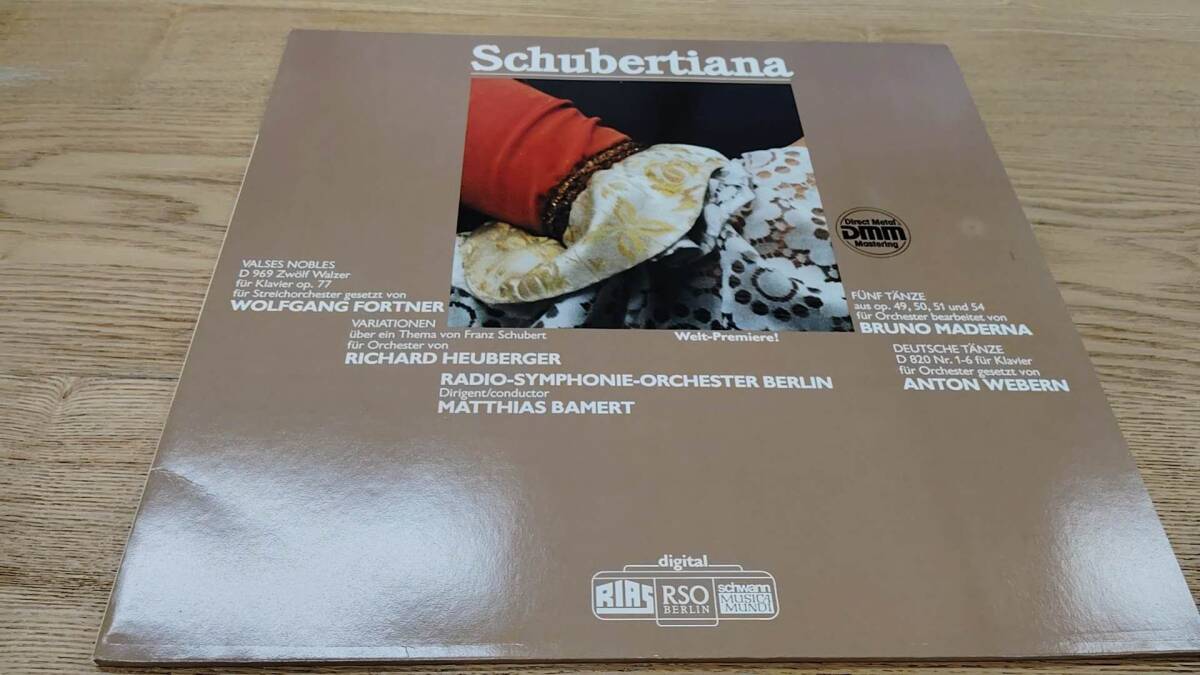 Schubertiana
Direct Metal
DMM
Mastering
VALSES NOBLES
D 969 Zwölf Walzer
für Klavier op. 77
für Streichorchester gesetzt von
WOLFGANG FORTNER
VARIATIONEN
über ein Thema von Franz Schubert
für Orchester von
RICHARD HEUBERGER
Welt-Premiere!
FÜNF TÄNZE
aus op. 49, 50, 51 und 54
für Orchester bearbeitet von
BRUNO MADERNA
DEUTSCHE TÄNZE
D 820 Nr. 1-6 für Klavier
für Orchester gesetzt von
ANTON WEBERN
RADIO-SYMPHONIE-ORCHESTER BERLIN
Dirigent/conductor
MATTHIAS BAMERT
digital
RIAS
RSO
BERLIN
schwann
MUSICA
MUNDI